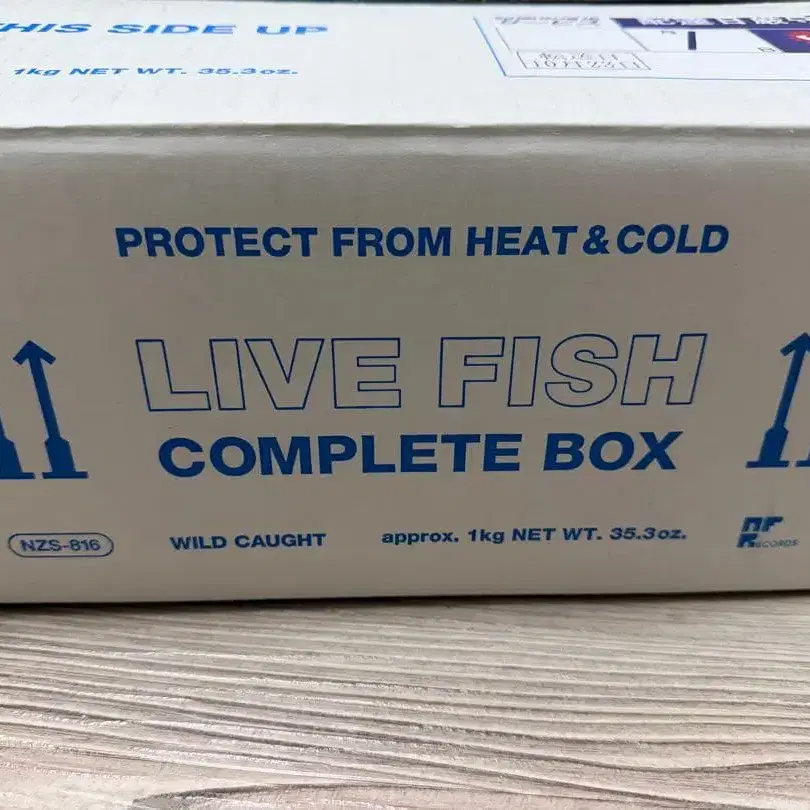 THIS SIDE UP
1kg NET WT. 35.3oz.
PROTECT FROM HEAT & COLD
LIVE FISH
COMPLETE BOX
NZS-816
WILD CAUGHT
approx. 1kg NET WT. 35.3oz.
NF
RECORDS